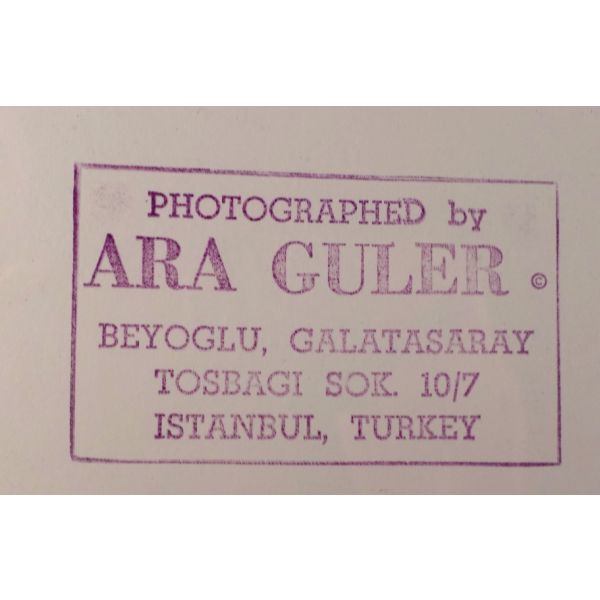 PHOTOGRAPHED by
ARA GULER ©
BEYOGLU, GALATASARAY
TOSBAGI SOK. 10/7
ISTANBUL, TURKEY